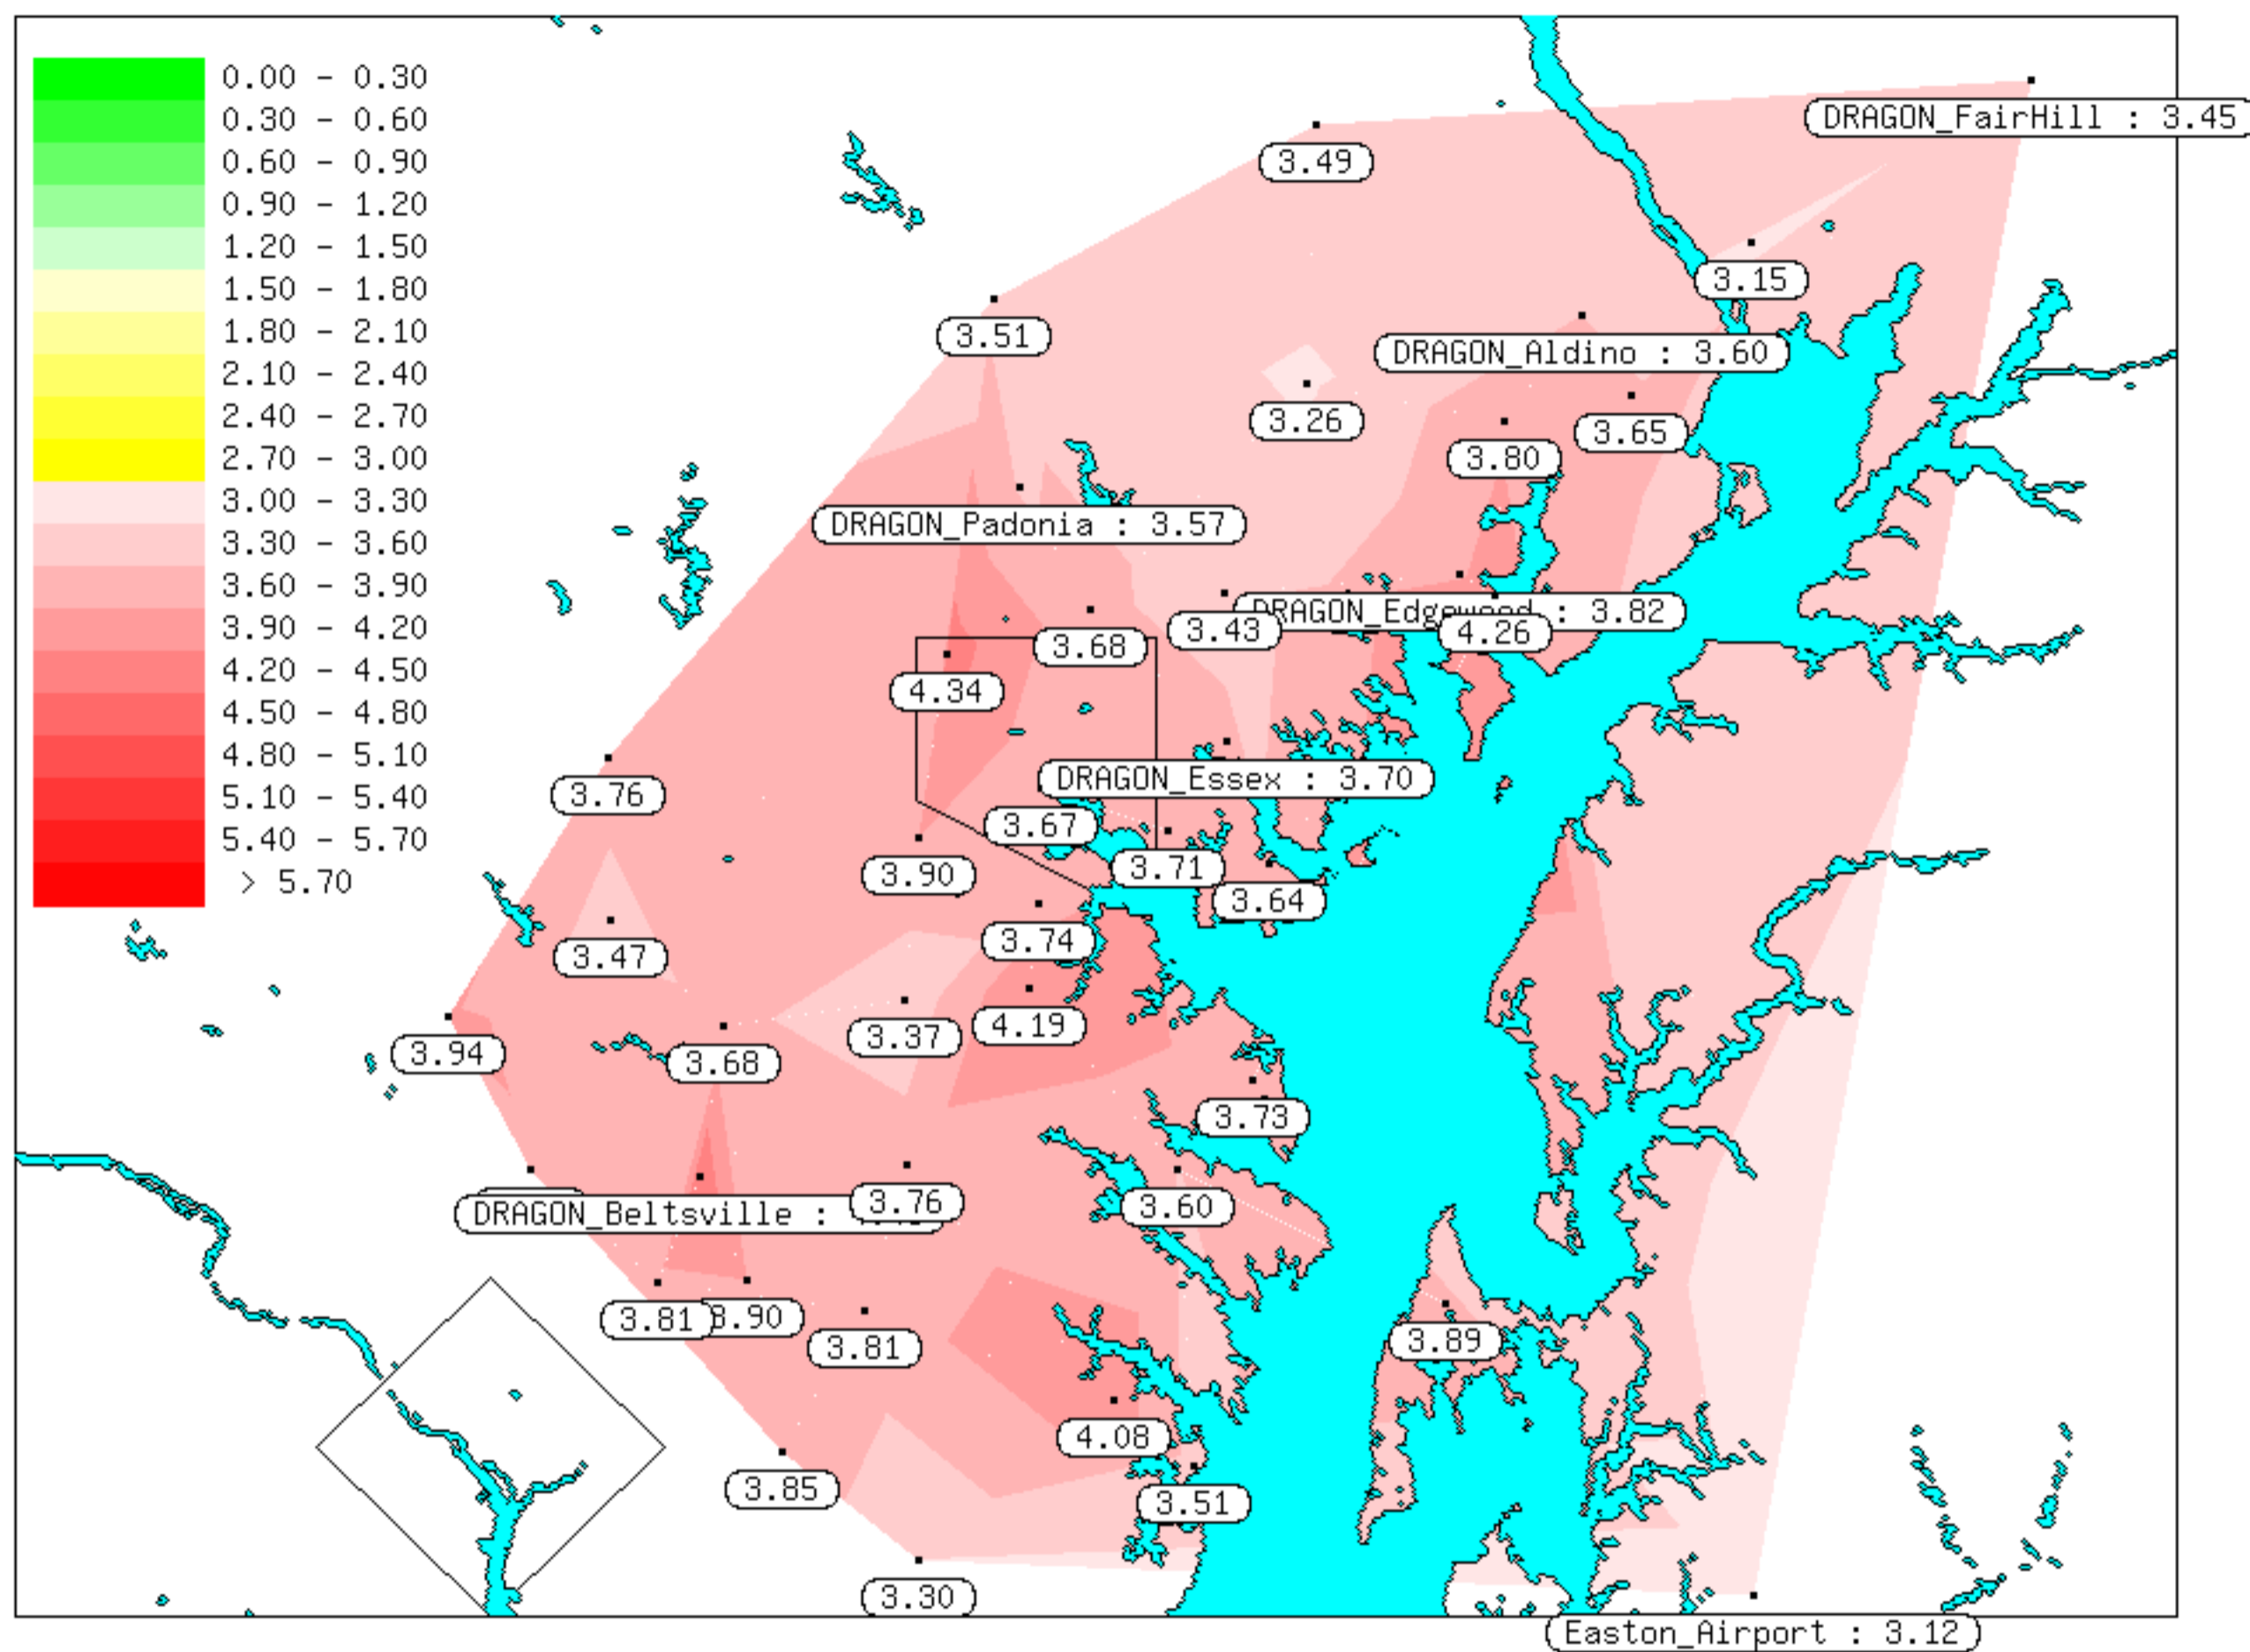 0.00 - 0.30
0.30 - 0.60
0.60 - 0.90
0.90 - 1.20
1.20 - 1.50
1.50 - 1.80
1.80 - 2.10
2.10 - 2.40
2.40 - 2.70
2.70 - 3.00
3.00 - 3.30
3.30 - 3.60
3.60 - 3.90
3.90 - 4.20
4.20 - 4.50
4.50 - 4.80
4.80 - 5.10
5.10 - 5.40
5.40 - 5.70
> 5.70
DRAGON_FairHill : 3.45
3.49
3.15
3.51
DRAGON_Aldino : 3.60
3.26
3.65
3.80
DRAGON_Padonia : 3.57
DRAGON_Edgewood : 3.82
3.43
4.26
3.68
4.34
DRAGON_Essex : 3.70
3.76
3.67
3.71
3.90
3.64
3.74
3.47
4.19
3.37
3.94
3.68
3.73
3.76
3.60
DRAGON_Beltsville :
3.81
3.90
3.89
3.81
4.08
3.85
3.51
3.30
Easton_Airport : 3.12